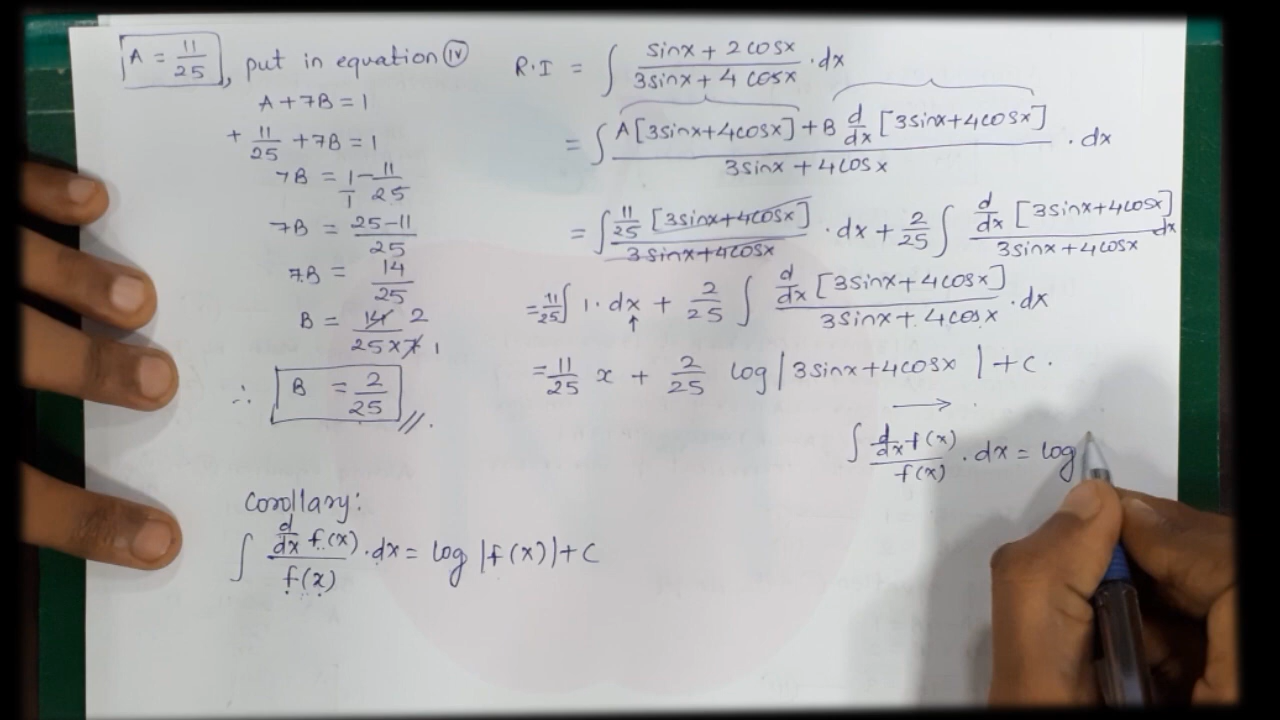 A = 11/25, put in equation (iv)
A + 7B = 1
+ 11/25 + 7B = 1
7B = 1/1 - 11/25
7B = 25-11/25
7B = 14/25
B = 14 2/25×7 1
∴ B = 2/25 //.
Corollary:
∫ d/dx f(x)/f(x) . dx = log |f(x)| + C
R.I = ∫ sinx + 2cosx/3sinx + 4 cosx . dx
= ∫ A[3sinx+4cosx] + B d/dx [3sinx+4cosx]/3sinx + 4cosx . dx
= ∫ 11/25 [3sinx+4cosx]/3sinx+4cosx . dx + 2/25 ∫ d/dx [3sinx+4cosx]/3sinx+4cosx dx
= 11/25 ∫ 1. dx + 2/25 ∫ d/dx [3sinx+4cosx]/3sinx + 4cosx . dx
= 11/25 x + 2/25 log |3sinx+4cosx| + C .
∫ d/dx f(x)/f(x) . dx = log